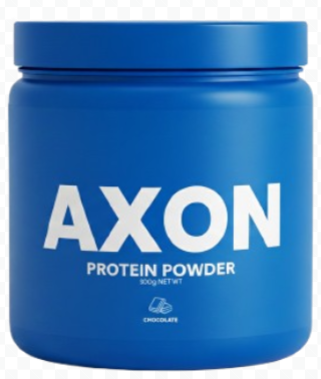 AXON
PROTEIN POWDER
300g NET WT
CHOCOLATE